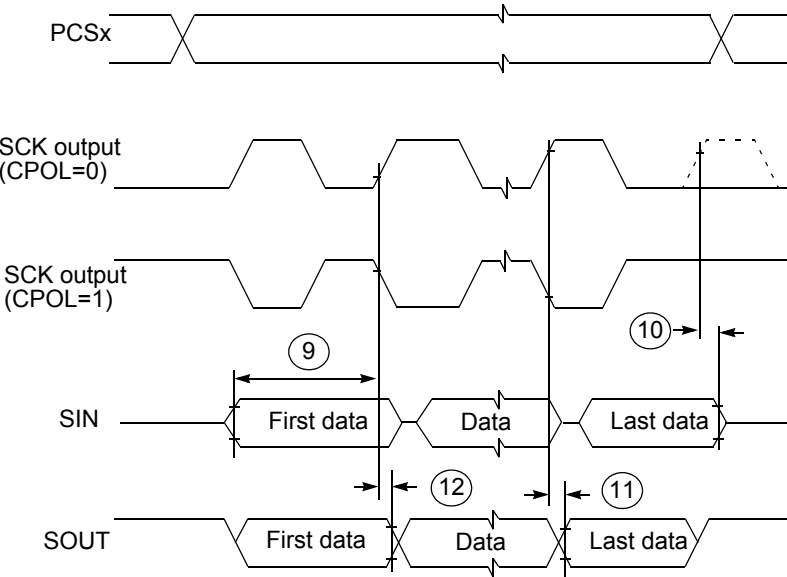 PCSx
SCK output
(CPOL=0)
SCK output
(CPOL=1)
10
9
SIN
First data
Data
Last data
12
11
SOUT
First data
Data
Last data